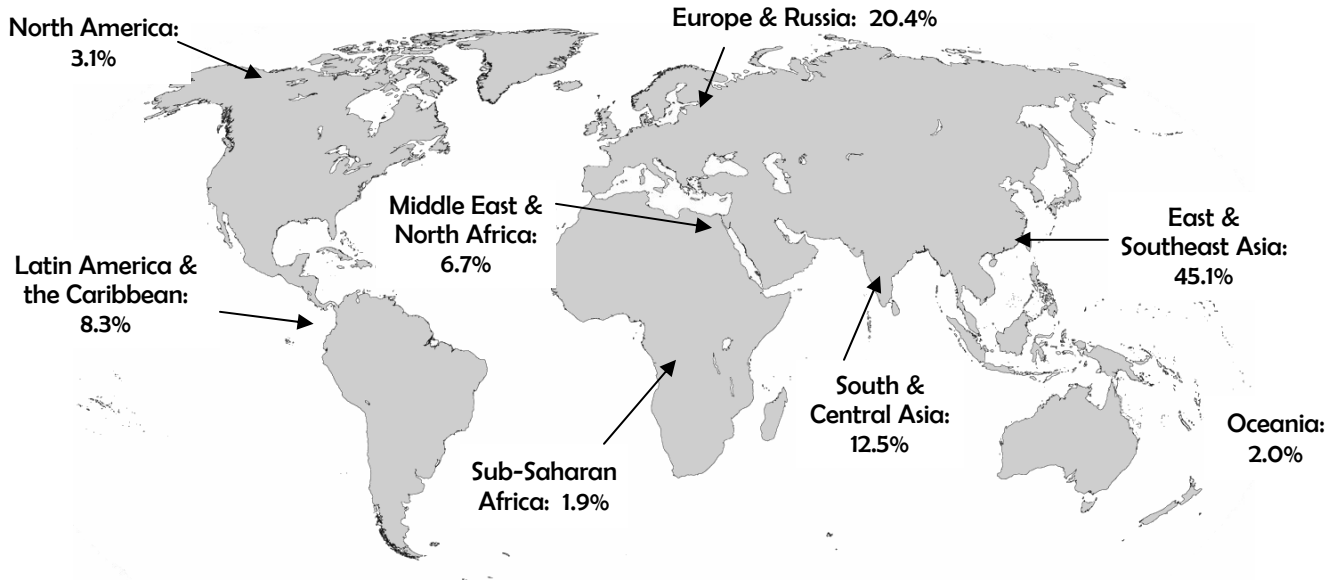 North America:
3.1%
Europe & Russia: 20.4%
Middle East &
North Africa:
6.7%
East &
Southeast Asia:
45.1%
Latin America &
the Caribbean:
8.3%
South &
Central Asia:
12.5%
Oceania:
2.0%
Sub-Saharan
Africa: 1.9%